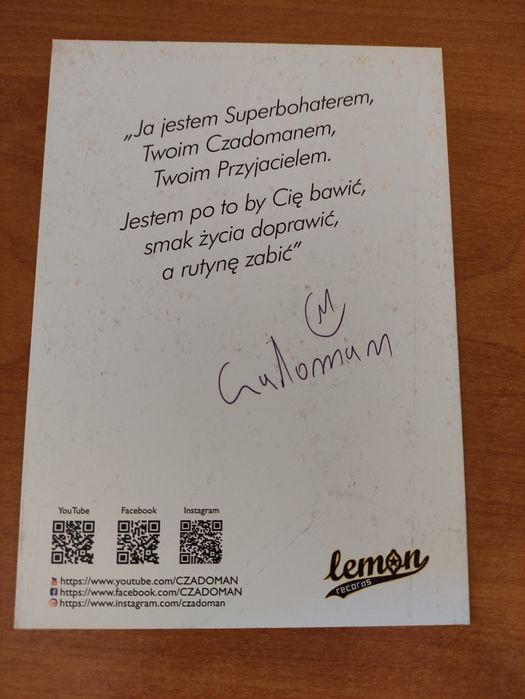 „Ja jestem Superbohaterem,
Twoim Czadomanem,
Twoim Przyjacielem.
Jestem po to by Cię bawić,
smak życia doprawić,
a rutynę zabić”
CM
Czadoman
YouTube Facebook Instagram
https://www.youtube.com/CZADOMAN
https://www.facebook.com/CZADOMAN
https://www.instagram.com/czadoman
lemon
records